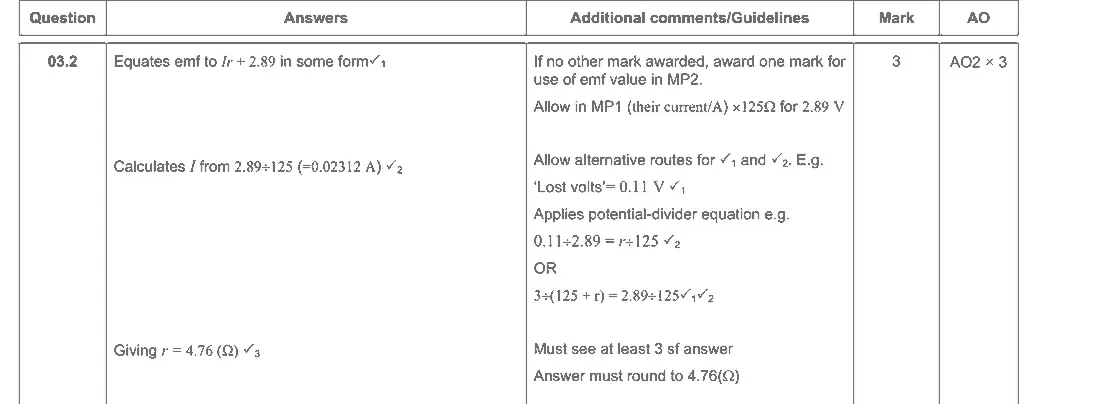 Question Answers Additional comments/Guidelines Mark AO
03.2 Equates emf to Ir + 2.89 in some form✓₁ If no other mark awarded, award one mark for 3 AO2 × 3
use of emf value in MP2.
Allow in MP1 (their current/A) ×125Ω for 2.89 V
Calculates I from 2.89÷125 (=0.02312 A) ✓₂ Allow alternative routes for ✓₁ and ✓₂. E.g.
‘Lost volts’= 0.11 V ✓₁
Applies potential-divider equation e.g.
0.11÷2.89 = r÷125 ✓₂
OR
3÷(125 + r) = 2.89÷125✓₁✓₂
Giving r = 4.76 (Ω) ✓₃ Must see at least 3 sf answer
Answer must round to 4.76(Ω)